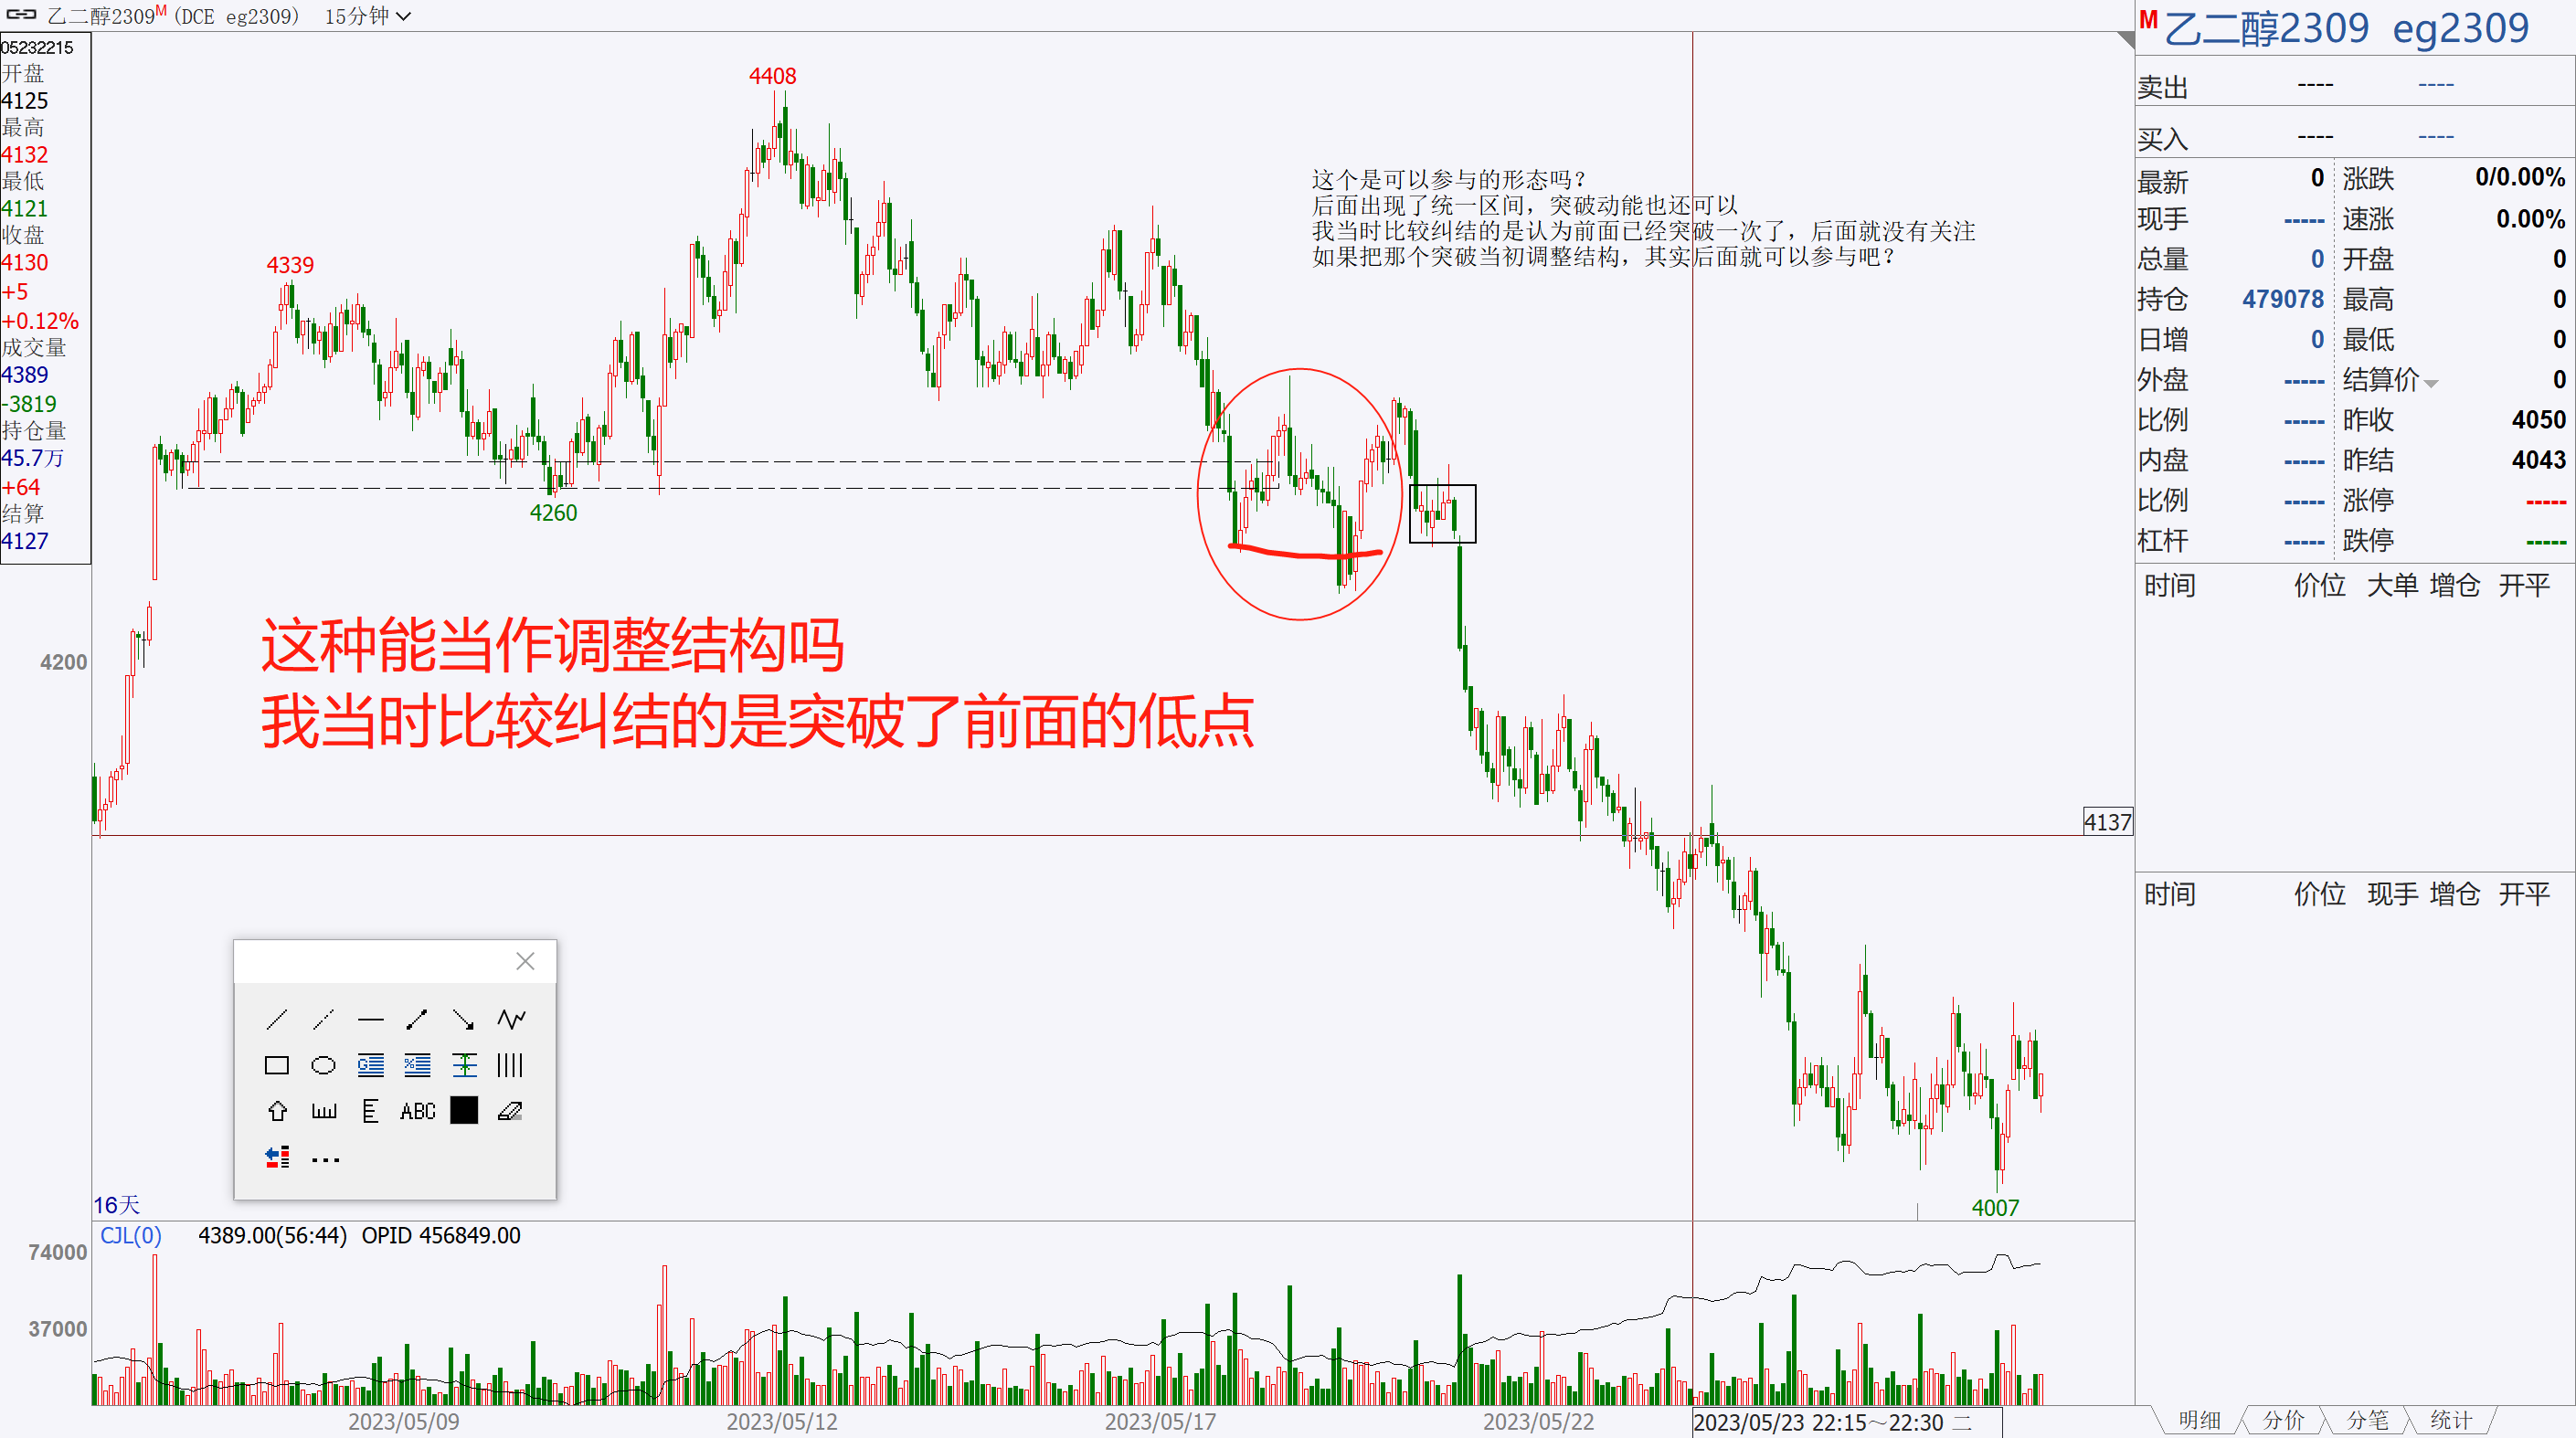 乙二醇2309M (DCE eg2309) 15分钟
05232215
开盘
4125
最高
4132
最低
4121
收盘
4130
+5
+0.12%
成交量
4389
-3819
持仓量
45.7万
+64
结算
4127
4200
74000
37000
4408
4339
4260
4007
4137
这个是可以参与的形态吗?
后面出现了统一区间，突破动能也还可以
我当时比较纠结的是认为前面已经突破一次了，后面就没有关注
如果把那个突破当初调整结构，其实后面就可以参与吧?
这种能当作调整结构吗
我当时比较纠结的是突破了前面的低点
ABC
16天
CJL(0) 4389.00(56:44) OPID 456849.00
2023/05/09 2023/05/12 2023/05/17 2023/05/22 2023/05/23 22:15～22:30 二
M 乙二醇2309 eg2309
卖出 ---- ----
买入 ---- ----
最新 0 涨跌 0/0.00%
现手 ----- 速涨 0.00%
总量 0 开盘 0
持仓 479078 最高 0
日增 0 最低 0
外盘 ----- 结算价 0
比例 ----- 昨收 4050
内盘 ----- 昨结 4043
比例 ----- 涨停 -----
杠杆 ----- 跌停 -----
时间 价位 大单 增仓 开平
时间 价位 现手 增仓 开平
明细 分价 分笔 统计